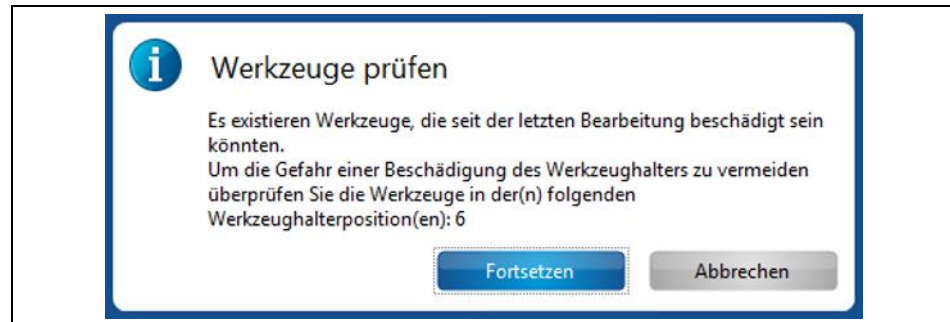 Werkzeuge prüfen
Es existieren Werkzeuge, die seit der letzten Bearbeitung beschädigt sein
könnten.
Um die Gefahr einer Beschädigung des Werkzeughalters zu vermeiden
überprüfen Sie die Werkzeuge in der(n) folgenden
Werkzeughalterposition(en): 6
Fortsetzen Abbrechen